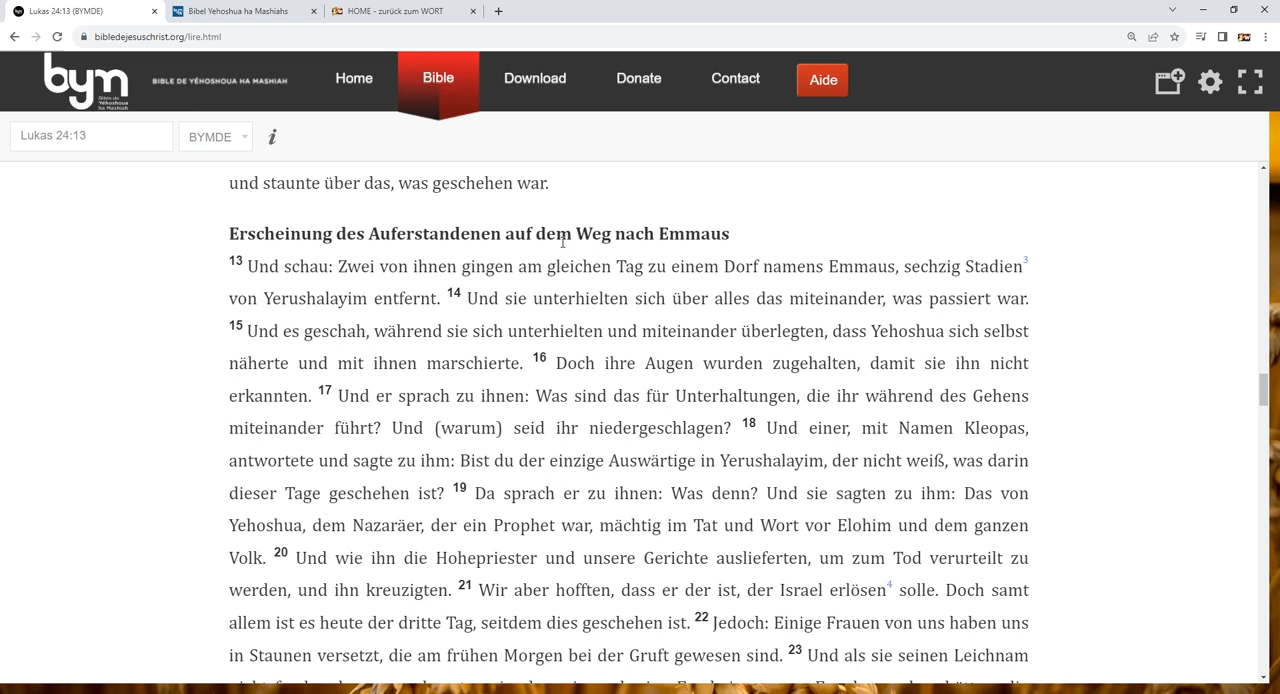 Lukas 24:13 (BYMDE)
Bibel Yehoshua ha Mashiahs
HOME - zurück zum WORT
bibledejesuschrist.org/lire.html
bym
Bible de
Yéhoshoua
ha Mashiah
BIBLE DE YÉHOSHOUA HA MASHIAH
Home
Bible
Download
Donate
Contact
Aide
Lukas 24:13
BYMDE
i
und staunte über das, was geschehen war.
Erscheinung des Auferstandenen auf dem Weg nach Emmaus
13 Und schau: Zwei von ihnen gingen am gleichen Tag zu einem Dorf namens Emmaus, sechzig Stadien3
von Yerushalayim entfernt. 14 Und sie unterhielten sich über alles das miteinander, was passiert war.
15 Und es geschah, während sie sich unterhielten und miteinander überlegten, dass Yehoshua sich selbst
näherte und mit ihnen marschierte. 16 Doch ihre Augen wurden zugehalten, damit sie ihn nicht
erkannten. 17 Und er sprach zu ihnen: Was sind das für Unterhaltungen, die ihr während des Gehens
miteinander führt? Und (warum) seid ihr niedergeschlagen? 18 Und einer, mit Namen Kleopas,
antwortete und sagte zu ihm: Bist du der einzige Auswärtige in Yerushalayim, der nicht weiß, was darin
dieser Tage geschehen ist? 19 Da sprach er zu ihnen: Was denn? Und sie sagten zu ihm: Das von
Yehoshua, dem Nazaräer, der ein Prophet war, mächtig im Tat und Wort vor Elohim und dem ganzen
Volk. 20 Und wie ihn die Hohepriester und unsere Gerichte auslieferten, um zum Tod verurteilt zu
werden, und ihn kreuzigten. 21 Wir aber hofften, dass er der ist, der Israel erlösen4 solle. Doch samt
allem ist es heute der dritte Tag, seitdem dies geschehen ist. 22 Jedoch: Einige Frauen von uns haben uns
in Staunen versetzt, die am frühen Morgen bei der Gruft gewesen sind. 23 Und als sie seinen Leichnam